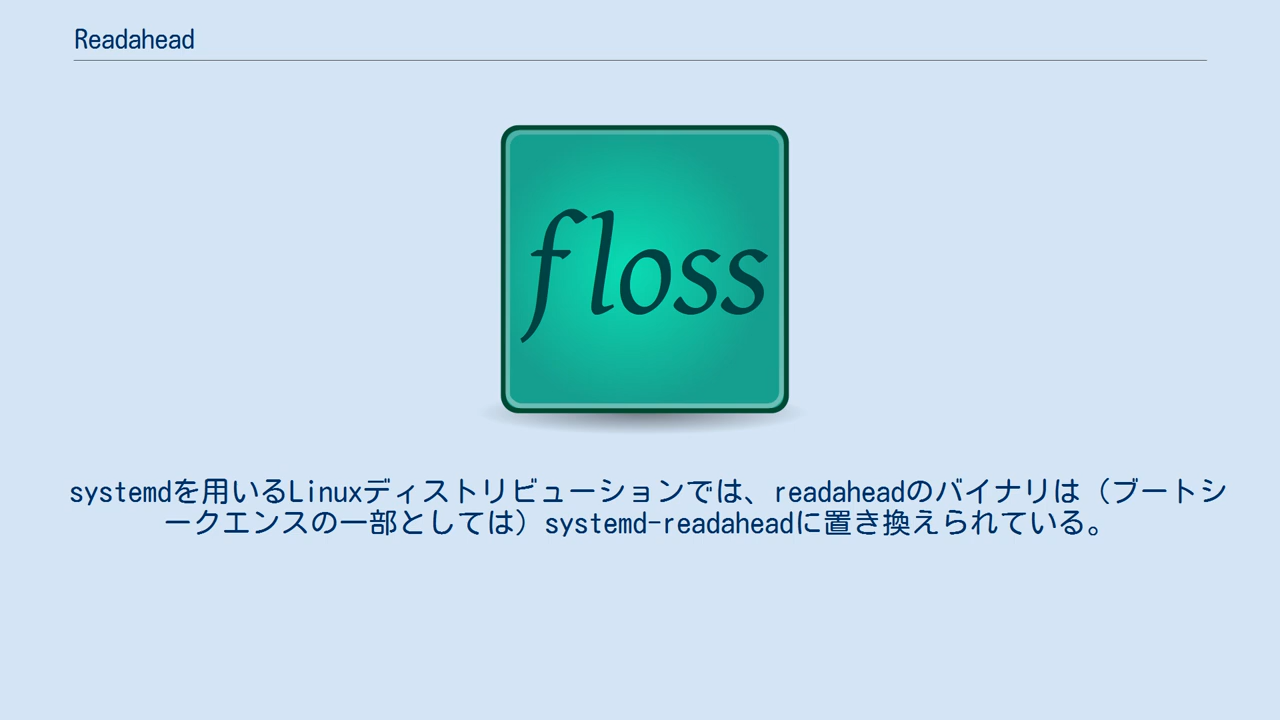 Readahead
floss
systemdを用いるLinuxディストリビューションでは、readaheadのバイナリは（ブートシ
ークエンスの一部としては）systemd-readaheadに置き換えられている。